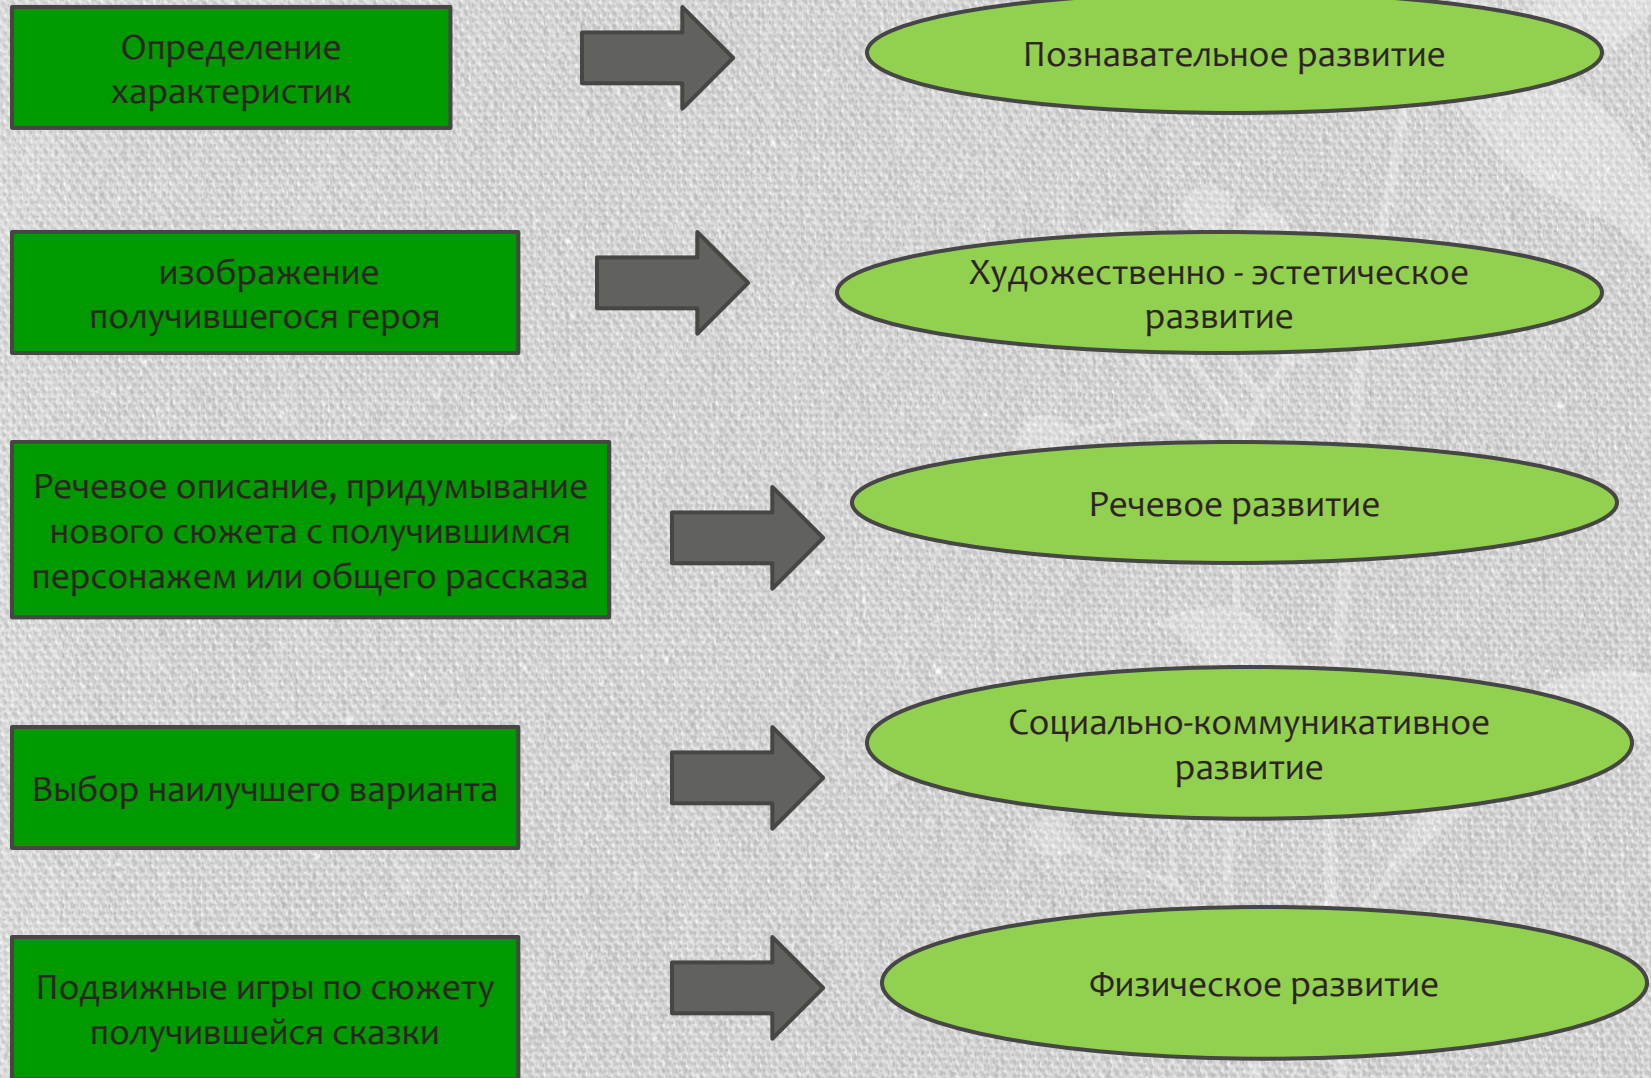 Определение
характеристик
Познавательное развитие
изображение
получившегося героя
Художественно - эстетическое
развитие
Речевое описание, придумывание
нового сюжета с получившимся
персонажем или общего рассказа
Речевое развитие
Выбор наилучшего варианта
Социально-коммуникативное
развитие
Подвижные игры по сюжету
получившейся сказки
Физическое развитие